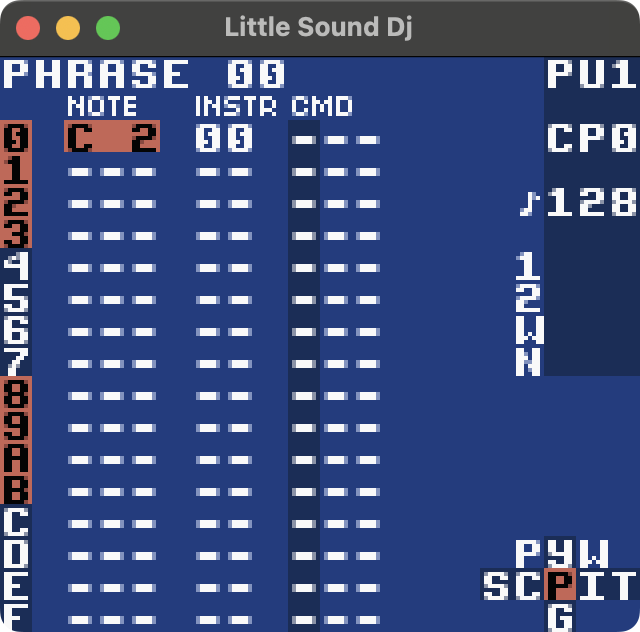 Little Sound Dj
PHRASE 00 PU1
NOTE INSTR CMD
0 C 2 00 --- CP0
1 --- -- ---
2 --- -- --- ♪128
3 --- -- ---
4 --- -- --- 1
5 --- -- --- 2
6 --- -- --- W
7 --- -- --- N
8 --- -- ---
9 --- -- ---
A --- -- ---
B --- -- ---
C --- -- ---
D --- -- --- PYW
E --- -- --- SCPIT
F --- -- --- G